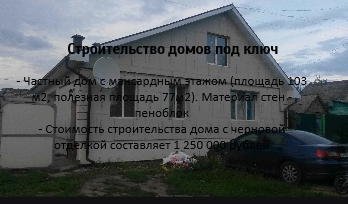 Строительство домов под ключ
- Частный дом с мансардным этажом (площадь 103
м2, полезная площадь 77м2). Материал стен -
пеноблок
- Стоимость строительства дома с черновой
отделкой составляет 1 250 000 рублей